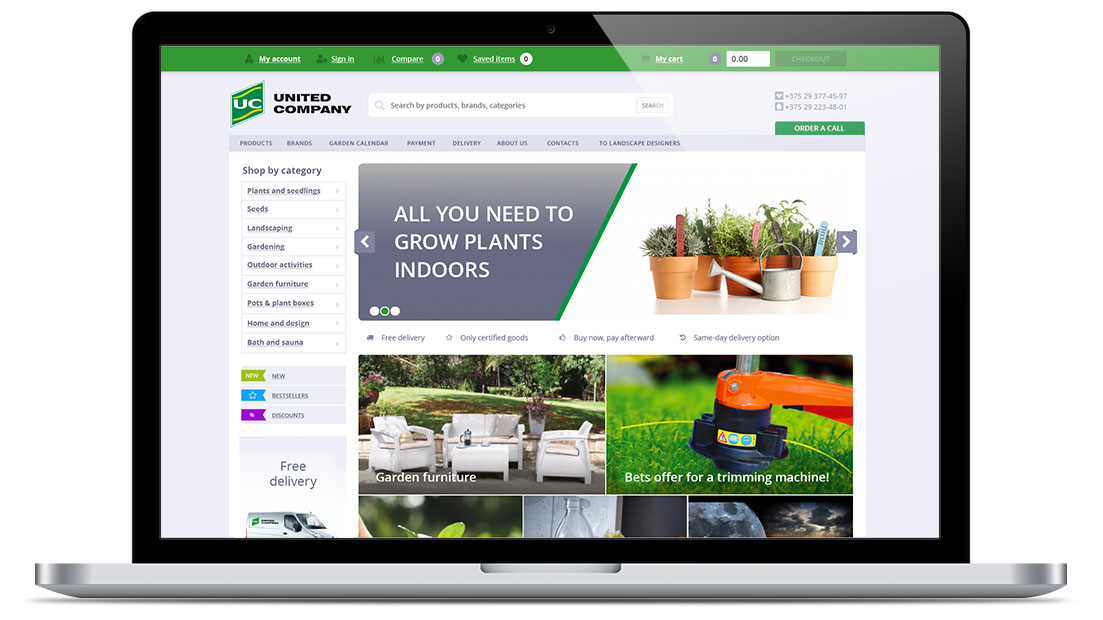 My account Sign in Compare 0 Saved items 0 My cart 0 0.00 CHECKOUT
UC UNITED COMPANY
Search by products, brands, categories SEARCH
+375 29 377-45-97
+375 29 223-48-01
ORDER A CALL
PRODUCTS BRANDS GARDEN CALENDAR PAYMENT DELIVERY ABOUT US CONTACTS TO LANDSCAPE DESIGNERS
Shop by category
Plants and seedlings
Seeds
Landscaping
Gardening
Outdoor activities
Garden furniture
Pots & plant boxes
Home and design
Bath and sauna
NEW NEW
BESTSELLERS
% DISCOUNTS
Free
delivery
UC UNITED
COMPANY
ALL YOU NEED TO
GROW PLANTS
INDOORS
Free delivery Only certified goods Buy now, pay afterward Same-day delivery option
Garden furniture
Bets offer for a trimming machine!